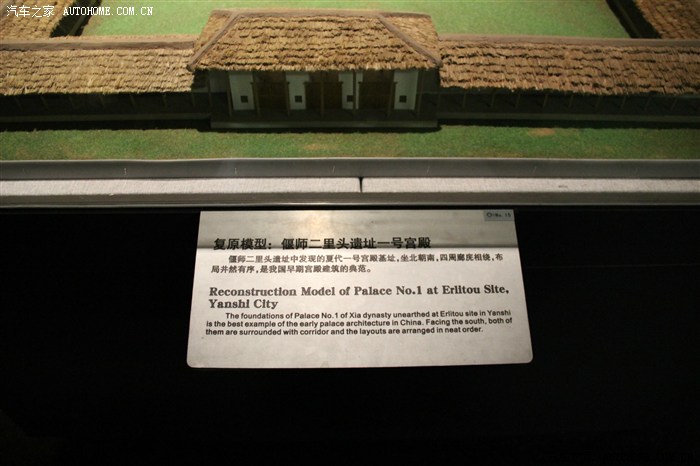 汽车之家 AUTOHOME.COM.CN
No. 10
复原模型：偃师二里头遗址一号宫殿
偃师二里头遗址中发现的夏代一号宫殿基址，坐北朝南，四周廊庑相绕，布
局井然有序，是我国早期宫殿建筑的典范。
Reconstruction Model of Palace No.1 at Erlitou Site,
Yanshi City
The foundations of Palace No.1 of Xia dynasty unearthed at Erlitou site in Yanshi
is the best example of the early palace architecture in China. Facing the south, both of
them are surrounded with corridor and the layouts are arranged in neat order.